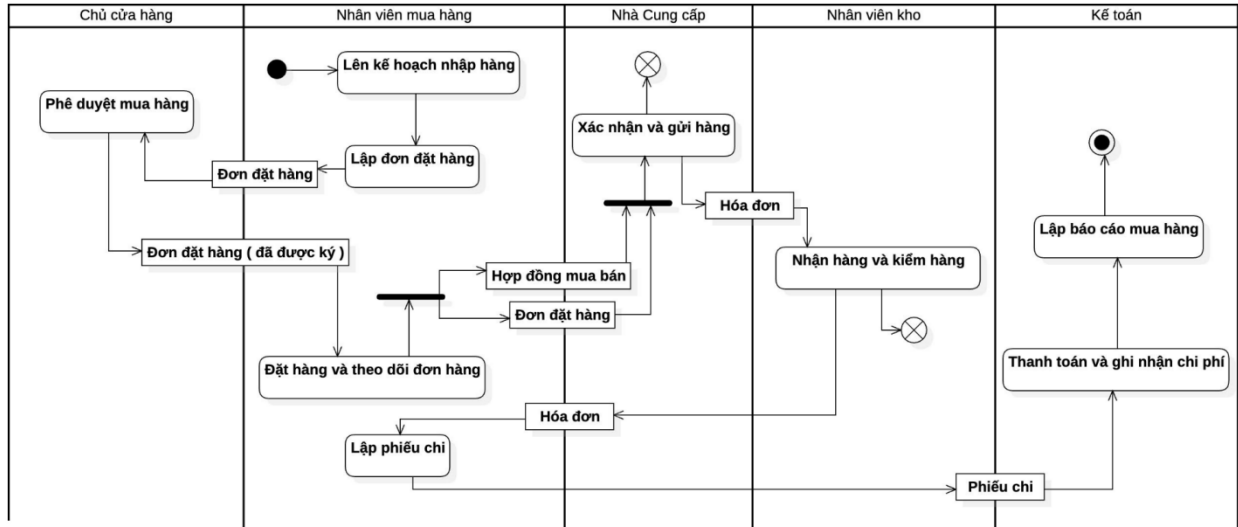 Chủ cửa hàng
Nhân viên mua hàng
Nhà Cung cấp
Nhân viên kho
Kế toán
Lên kế hoạch nhập hàng
Phê duyệt mua hàng
Xác nhận và gửi hàng
Lập đơn đặt hàng
Đơn đặt hàng
Hóa đơn
Lập báo cáo mua hàng
Đơn đặt hàng ( đã được ký )
Nhận hàng và kiểm hàng
Hợp đồng mua bán
Đơn đặt hàng
Đặt hàng và theo dõi đơn hàng
Thanh toán và ghi nhận chi phí
Hóa đơn
Lập phiếu chi
Phiếu chi